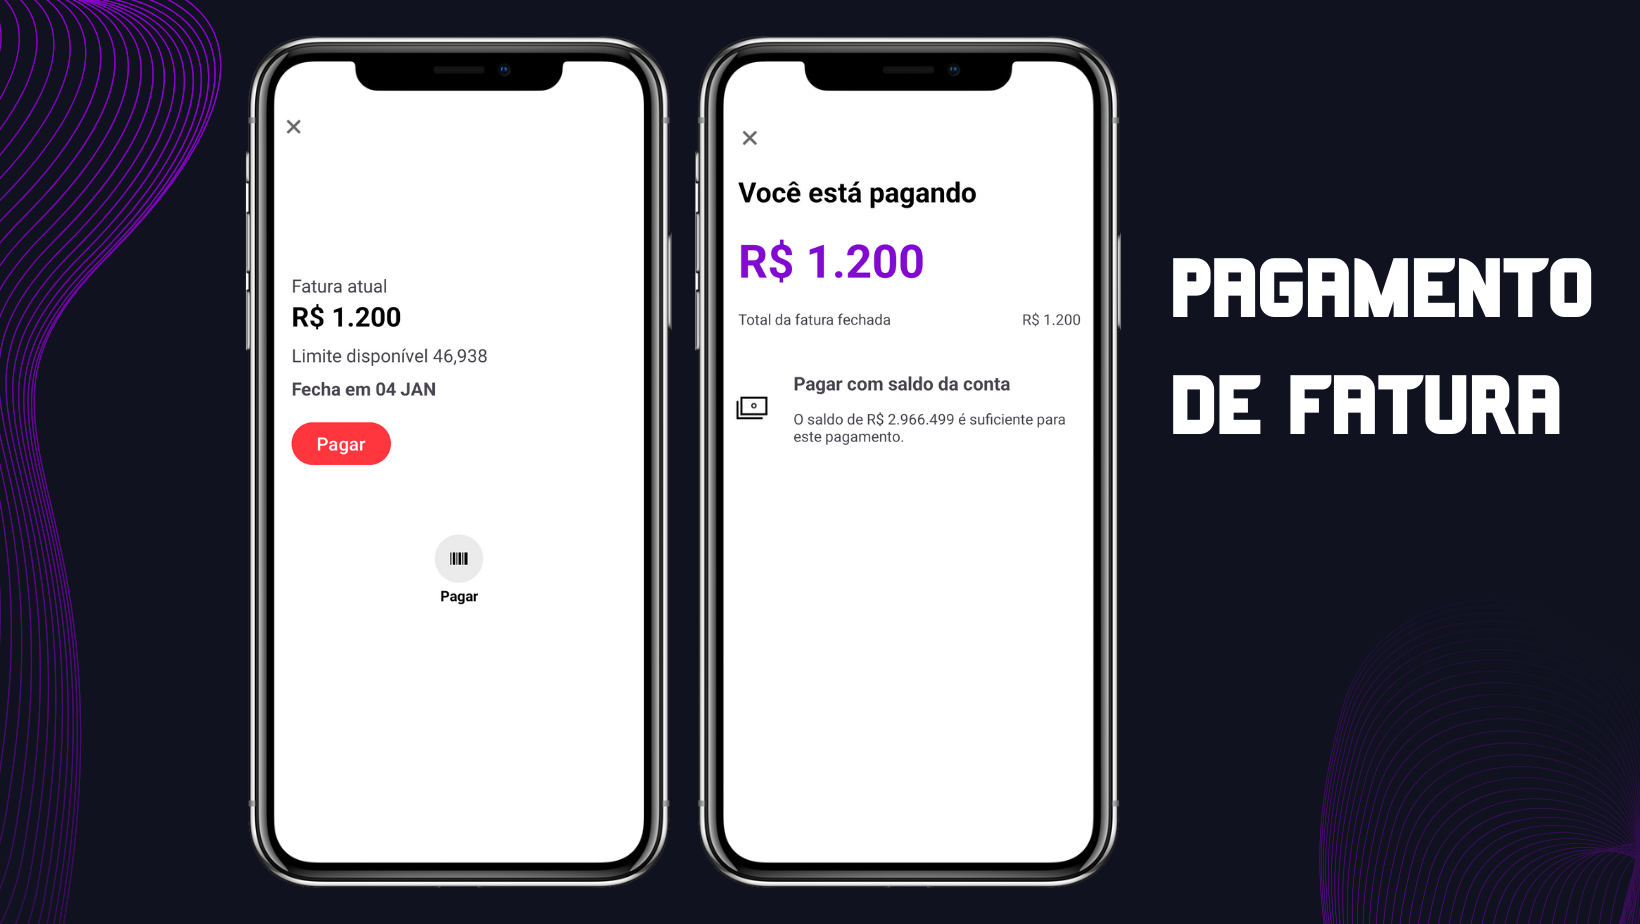 Fatura atual
R$ 1.200
Limite disponível 46,938
Fecha em 04 JAN
Pagar
Pagar
Você está pagando
R$ 1.200
Total da fatura fechada R$ 1.200
Pagar com saldo da conta
O saldo de R$ 2.966.499 é suficiente para
este pagamento.
PAGAMENTO
DE FATURA